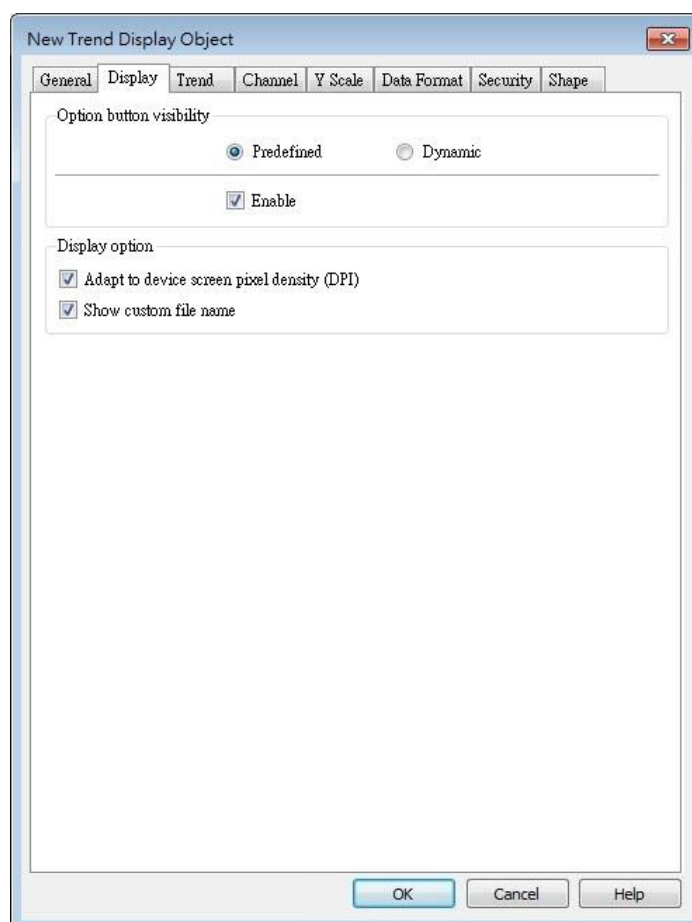 New Trend Display Object
General Display Trend Channel Y Scale Data Format Security Shape
Option button visibility
Predefined Dynamic
Enable
Display option
Adapt to device screen pixel density (DPI)
Show custom file name
OK Cancel Help